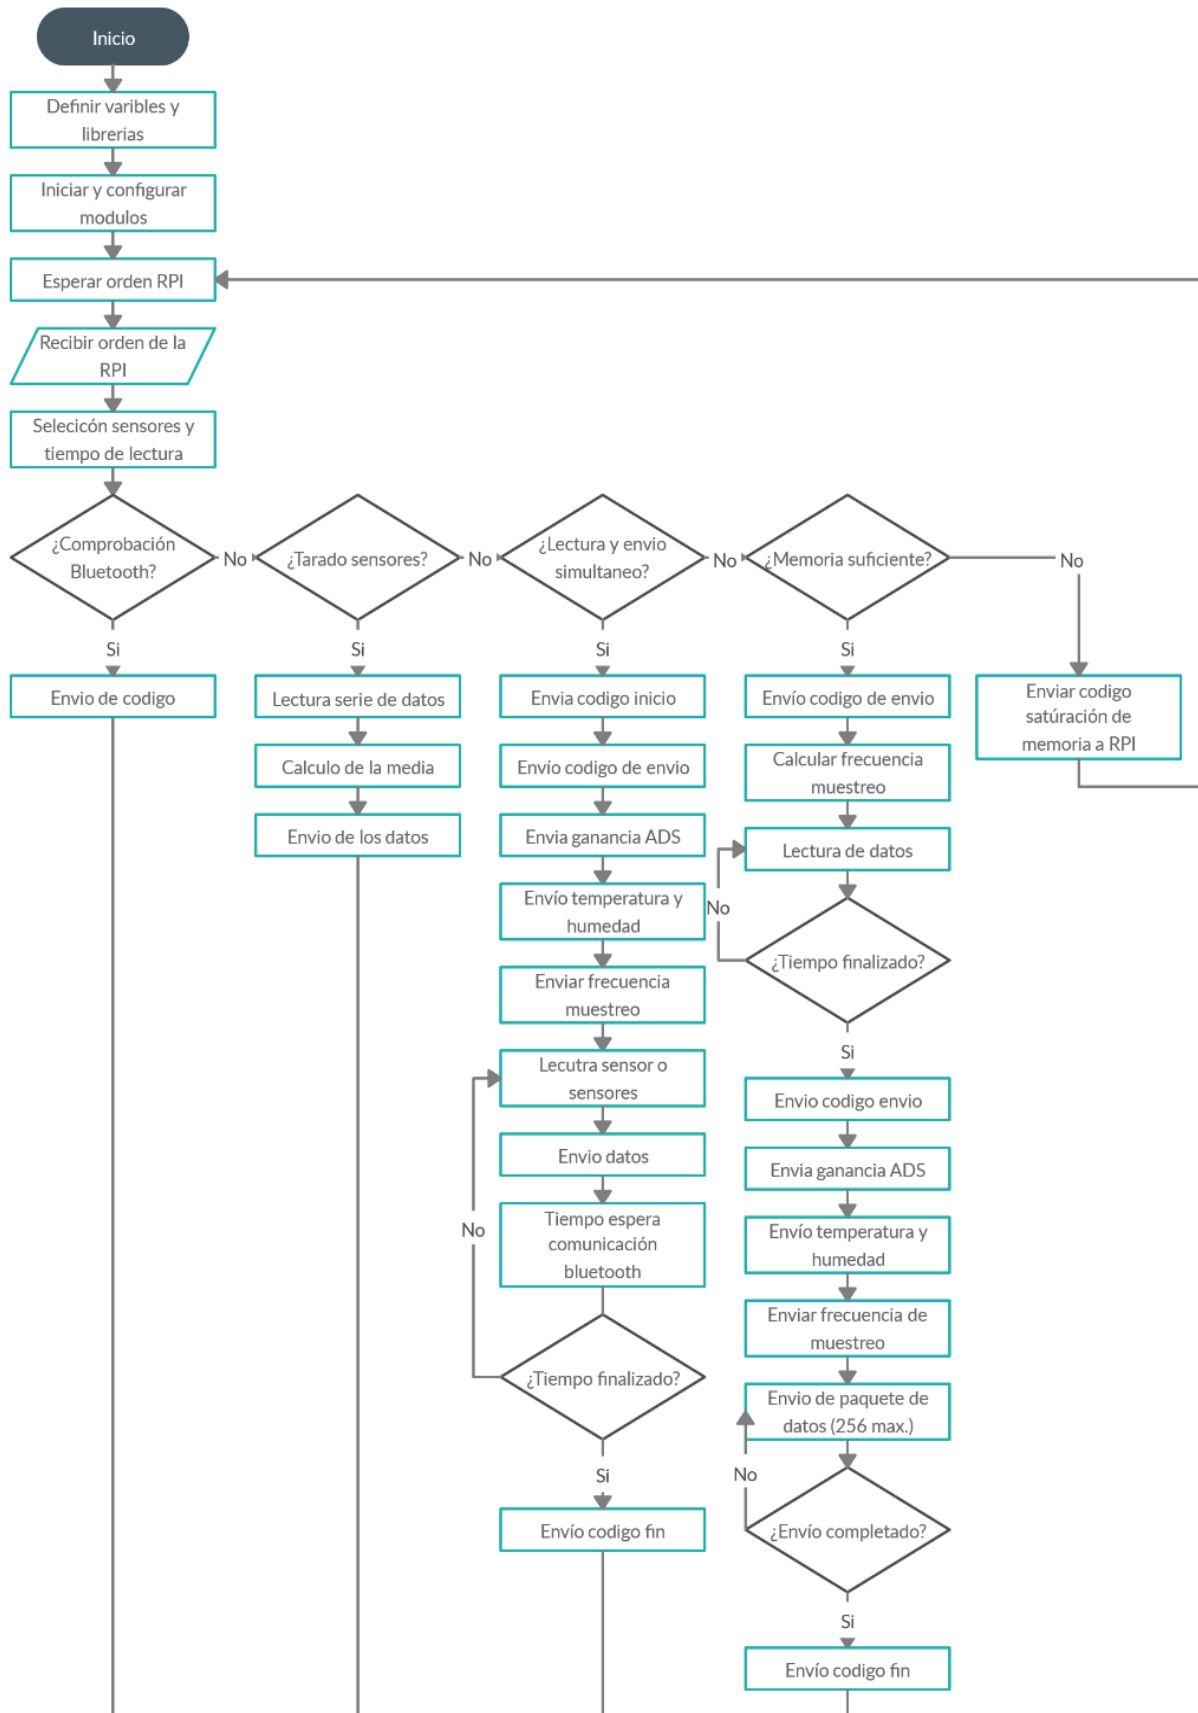 Inicio
Definir varibles y
librerias
Iniciar y configurar
modulos
Esperar orden RPI
Recibir orden de la
RPI
Selecicón sensores y
tiempo de lectura
¿Comprobación
Bluetooth?
No
¿Tarado sensores?
No
¿Lectura y envio
simultaneo?
No
¿Memoria suficiente?
No
Si
Envio de codigo
Si
Lectura serie de datos
Calculo de la media
Envio de los datos
Si
Envia codigo inicio
Envío codigo de envio
Envia ganancia ADS
Envío temperatura y
humedad
Enviar frecuencia
muestreo
Lecutra sensor o
sensores
Envio datos
Tiempo espera
comunicación
bluetooth
No
¿Tiempo finalizado?
Si
Envío codigo fin
Si
Envío codigo de envio
Calcular frecuencia
muestreo
Lectura de datos
No
¿Tiempo finalizado?
Si
Envio codigo envio
Envia ganancia ADS
Envío temperatura y
humedad
Enviar frecuencia de
muestreo
Envio de paquete de
datos (256 max.)
No
¿Envío completado?
Si
Envío codigo fin
Enviar codigo
satúración de
memoria a RPI